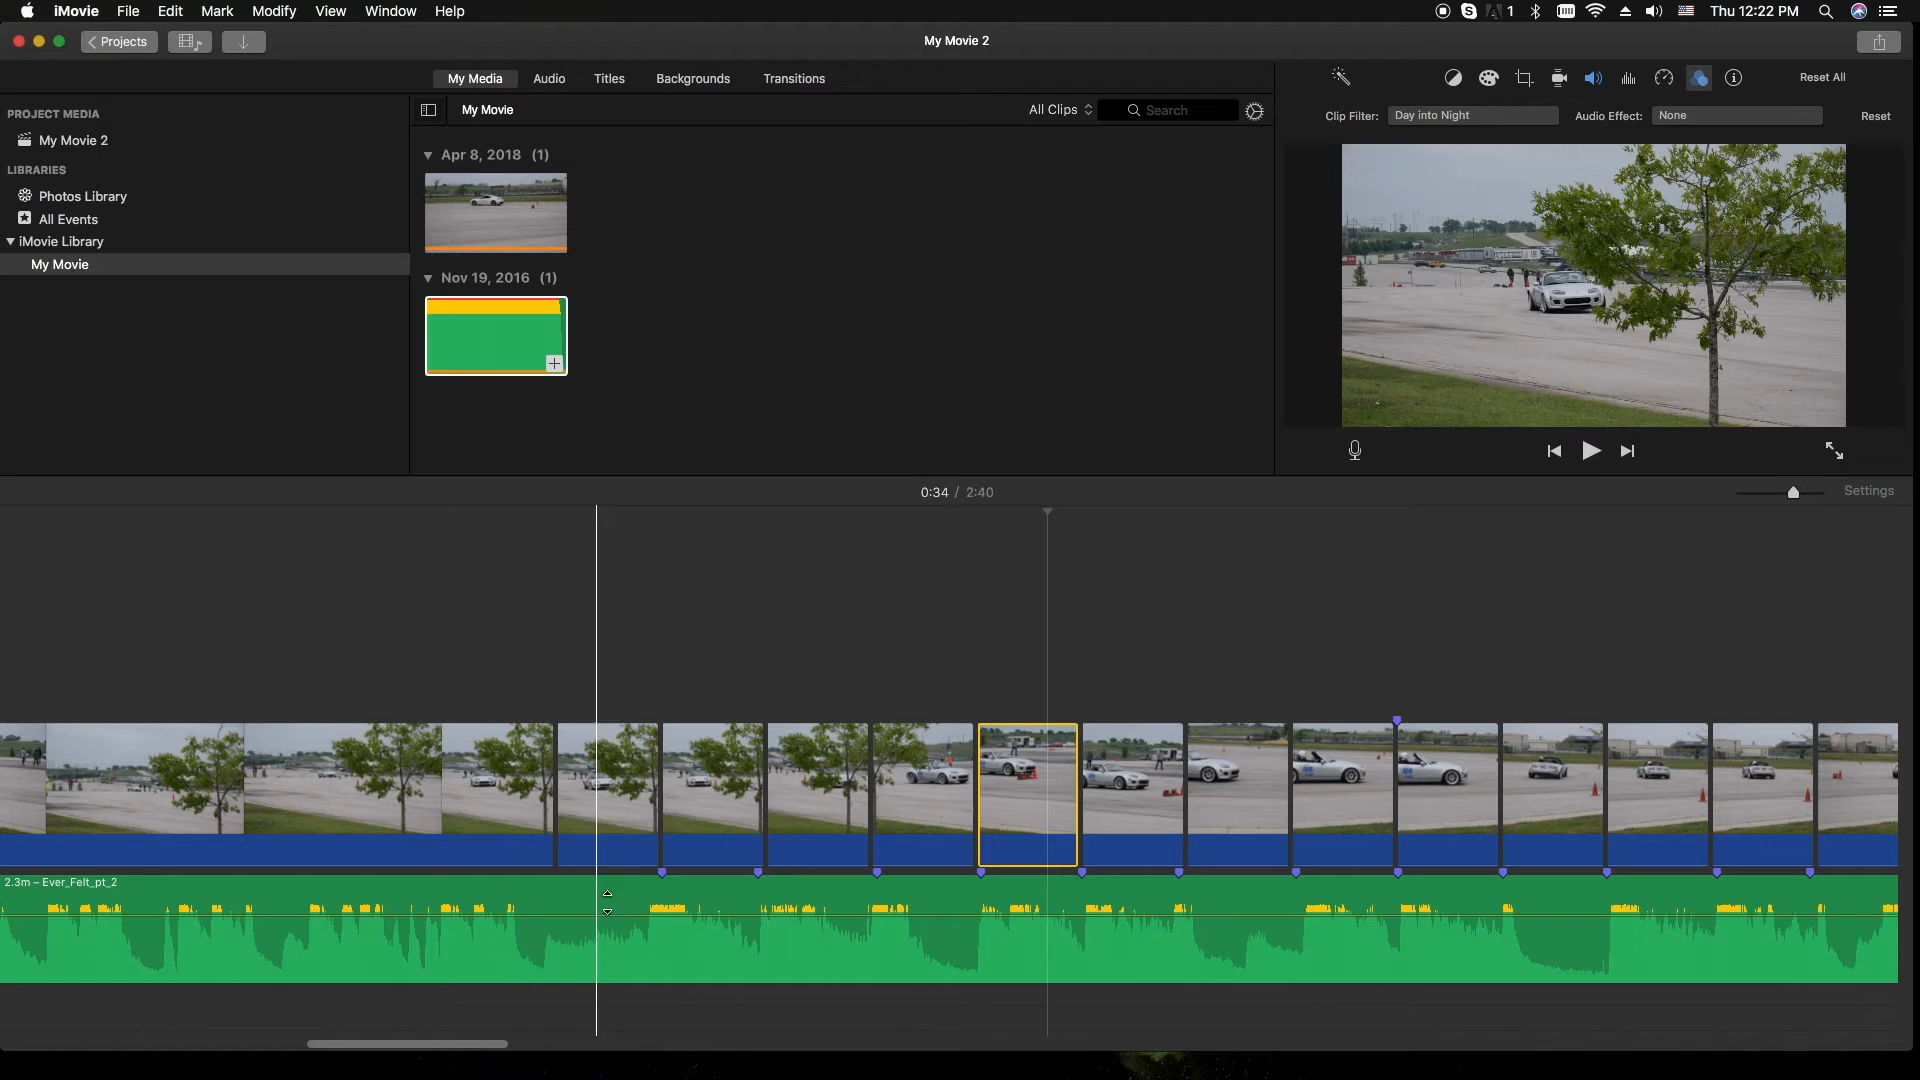 iMovie File Edit Mark Modify View Window Help
1 Thu 12:22 PM
Projects
My Movie 2
My Media Audio Titles Backgrounds Transitions
Reset All
PROJECT MEDIA
My Movie 2
LIBRARIES
Photos Library
All Events
iMovie Library
My Movie
My Movie
All Clips
Search
Clip Filter: Day into Night Audio Effect: None Reset
Apr 8, 2018 (1)
Nov 19, 2016 (1)
0:34 / 2:40
Settings
2.3m – Ever_Felt_pt_2